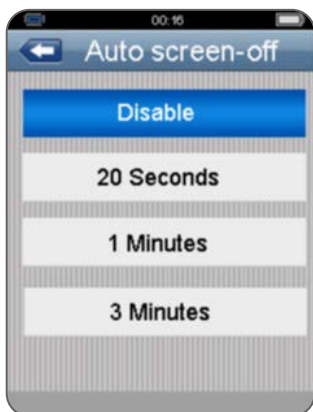 00:16
Auto screen-off
Disable
20 Seconds
1 Minutes
3 Minutes